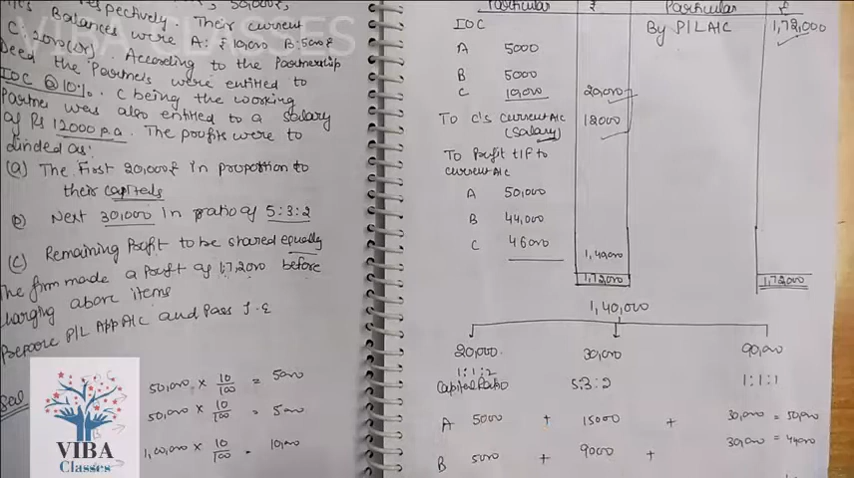 Balances were A: ₹ 10,000 B: 5000 ₹
C: 2000(Dr). According to the Partnership
Deed the Partners were entitled to
IOC @ 10%. C being the working
Partner was also entitled to a salary
of Rs 12000 p.a. The profits were to
divided as:
(a) The First 20,000₹ in proportion to
their capitals
(b) Next 30,000 in ratio of 5:3:2
(c) Remaining Profit to be shared equally
The firm made a Profit of 1,72,000 before
charging above items
Prepare P/L App A/c and Pass J.E
Sol
50,000 × 10/100 = 5000
50,000 × 10/100 = 5000
1,00,000 × 10/100 = 10,000
VIBA
Classes
Particular ₹ Particular ₹
IOC By P/L A/c 1,72,000
A 5000
B 5000
C 10,000 20,000
To C's current A/c 12000
(Salary)
To Profit t/f to
current A/c
A 50,000
B 44,000
C 46000 1,40,000
1,72,000 1,72,000
1,40,000
20,000 30,000 90,000
1:1:2 5:3:2 1:1:1
Capital Ratio
A 5000 + 15000 + 30,000 = 50,000
B 5000 + 9000 + 30,000 = 44000